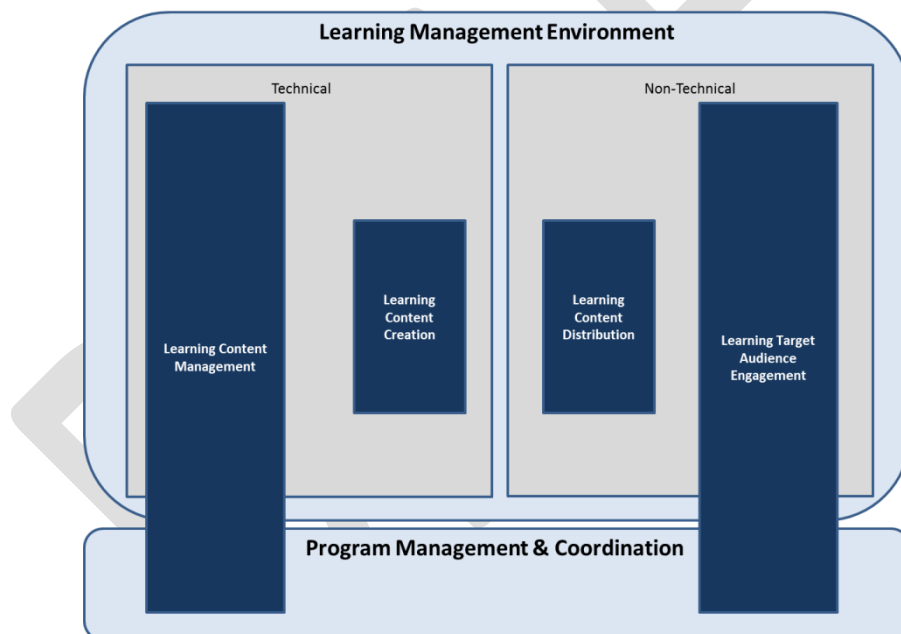 Learning Management Environment
Technical
Non-Technical
Learning Content
Management
Learning
Content
Creation
Learning
Content
Distribution
Learning Target
Audience
Engagement
Program Management & Coordination